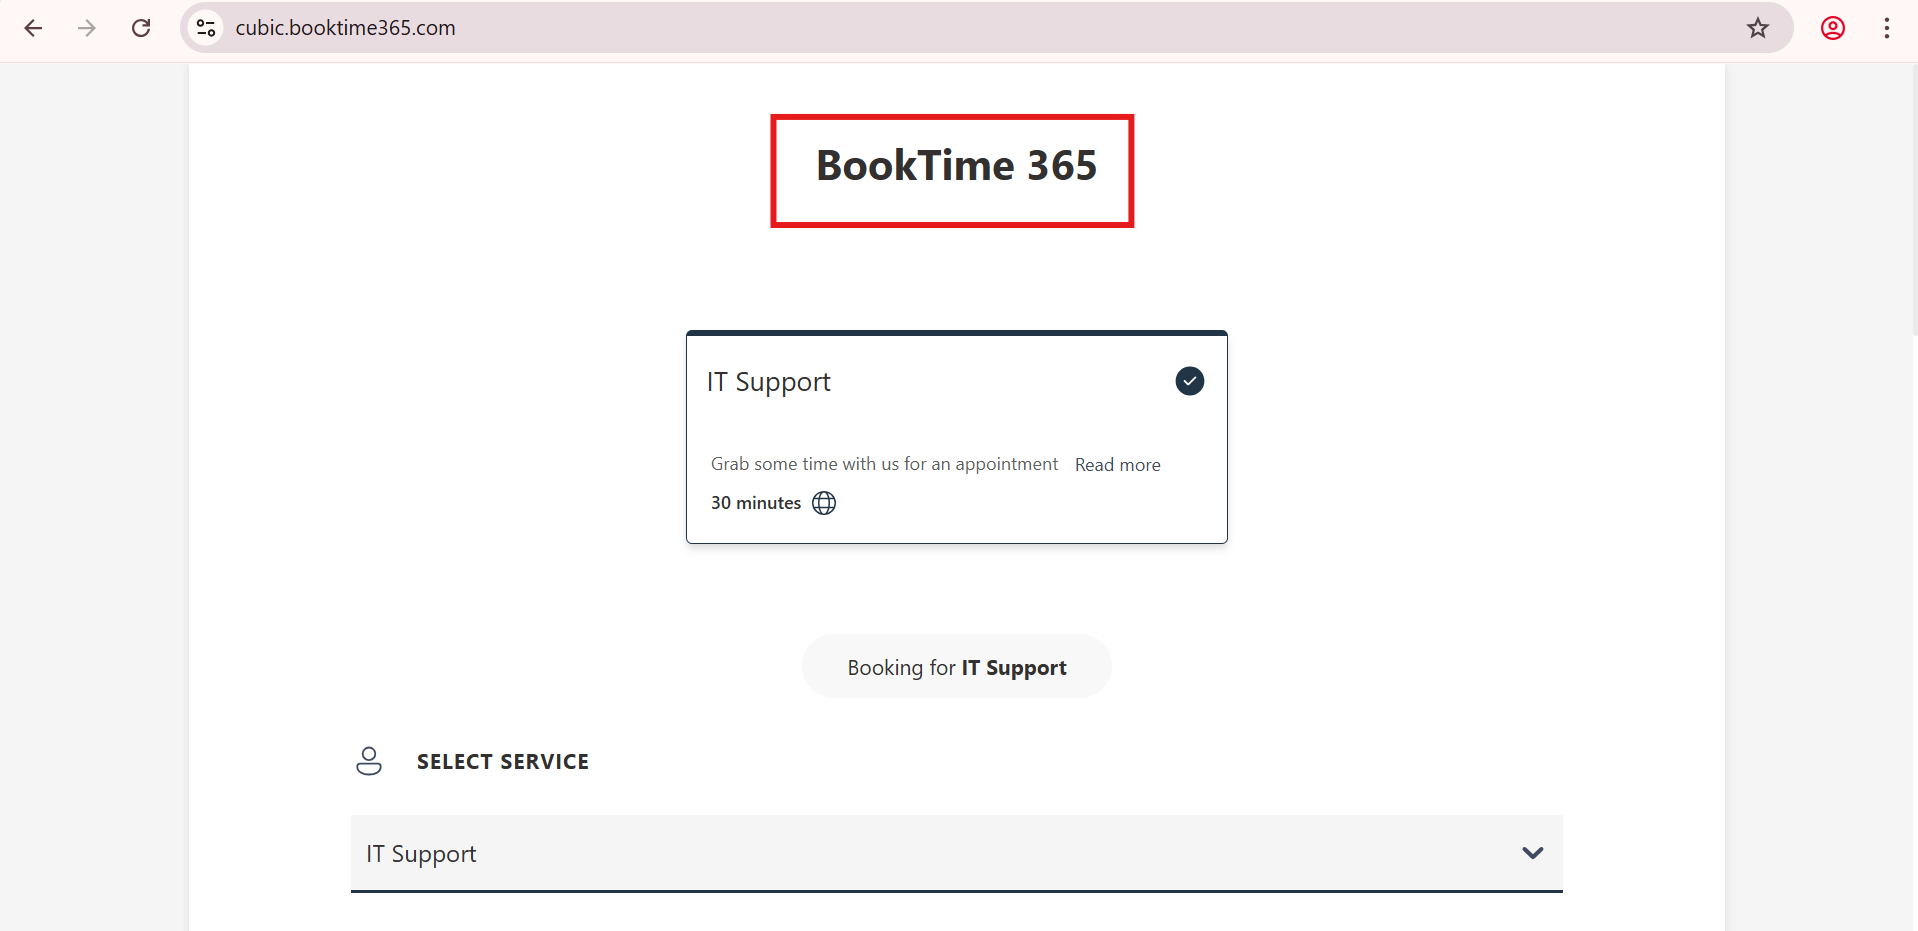 cubic.booktime365.com
BookTime 365
IT Support
Grab some time with us for an appointment Read more
30 minutes
Booking for IT Support
SELECT SERVICE
IT Support